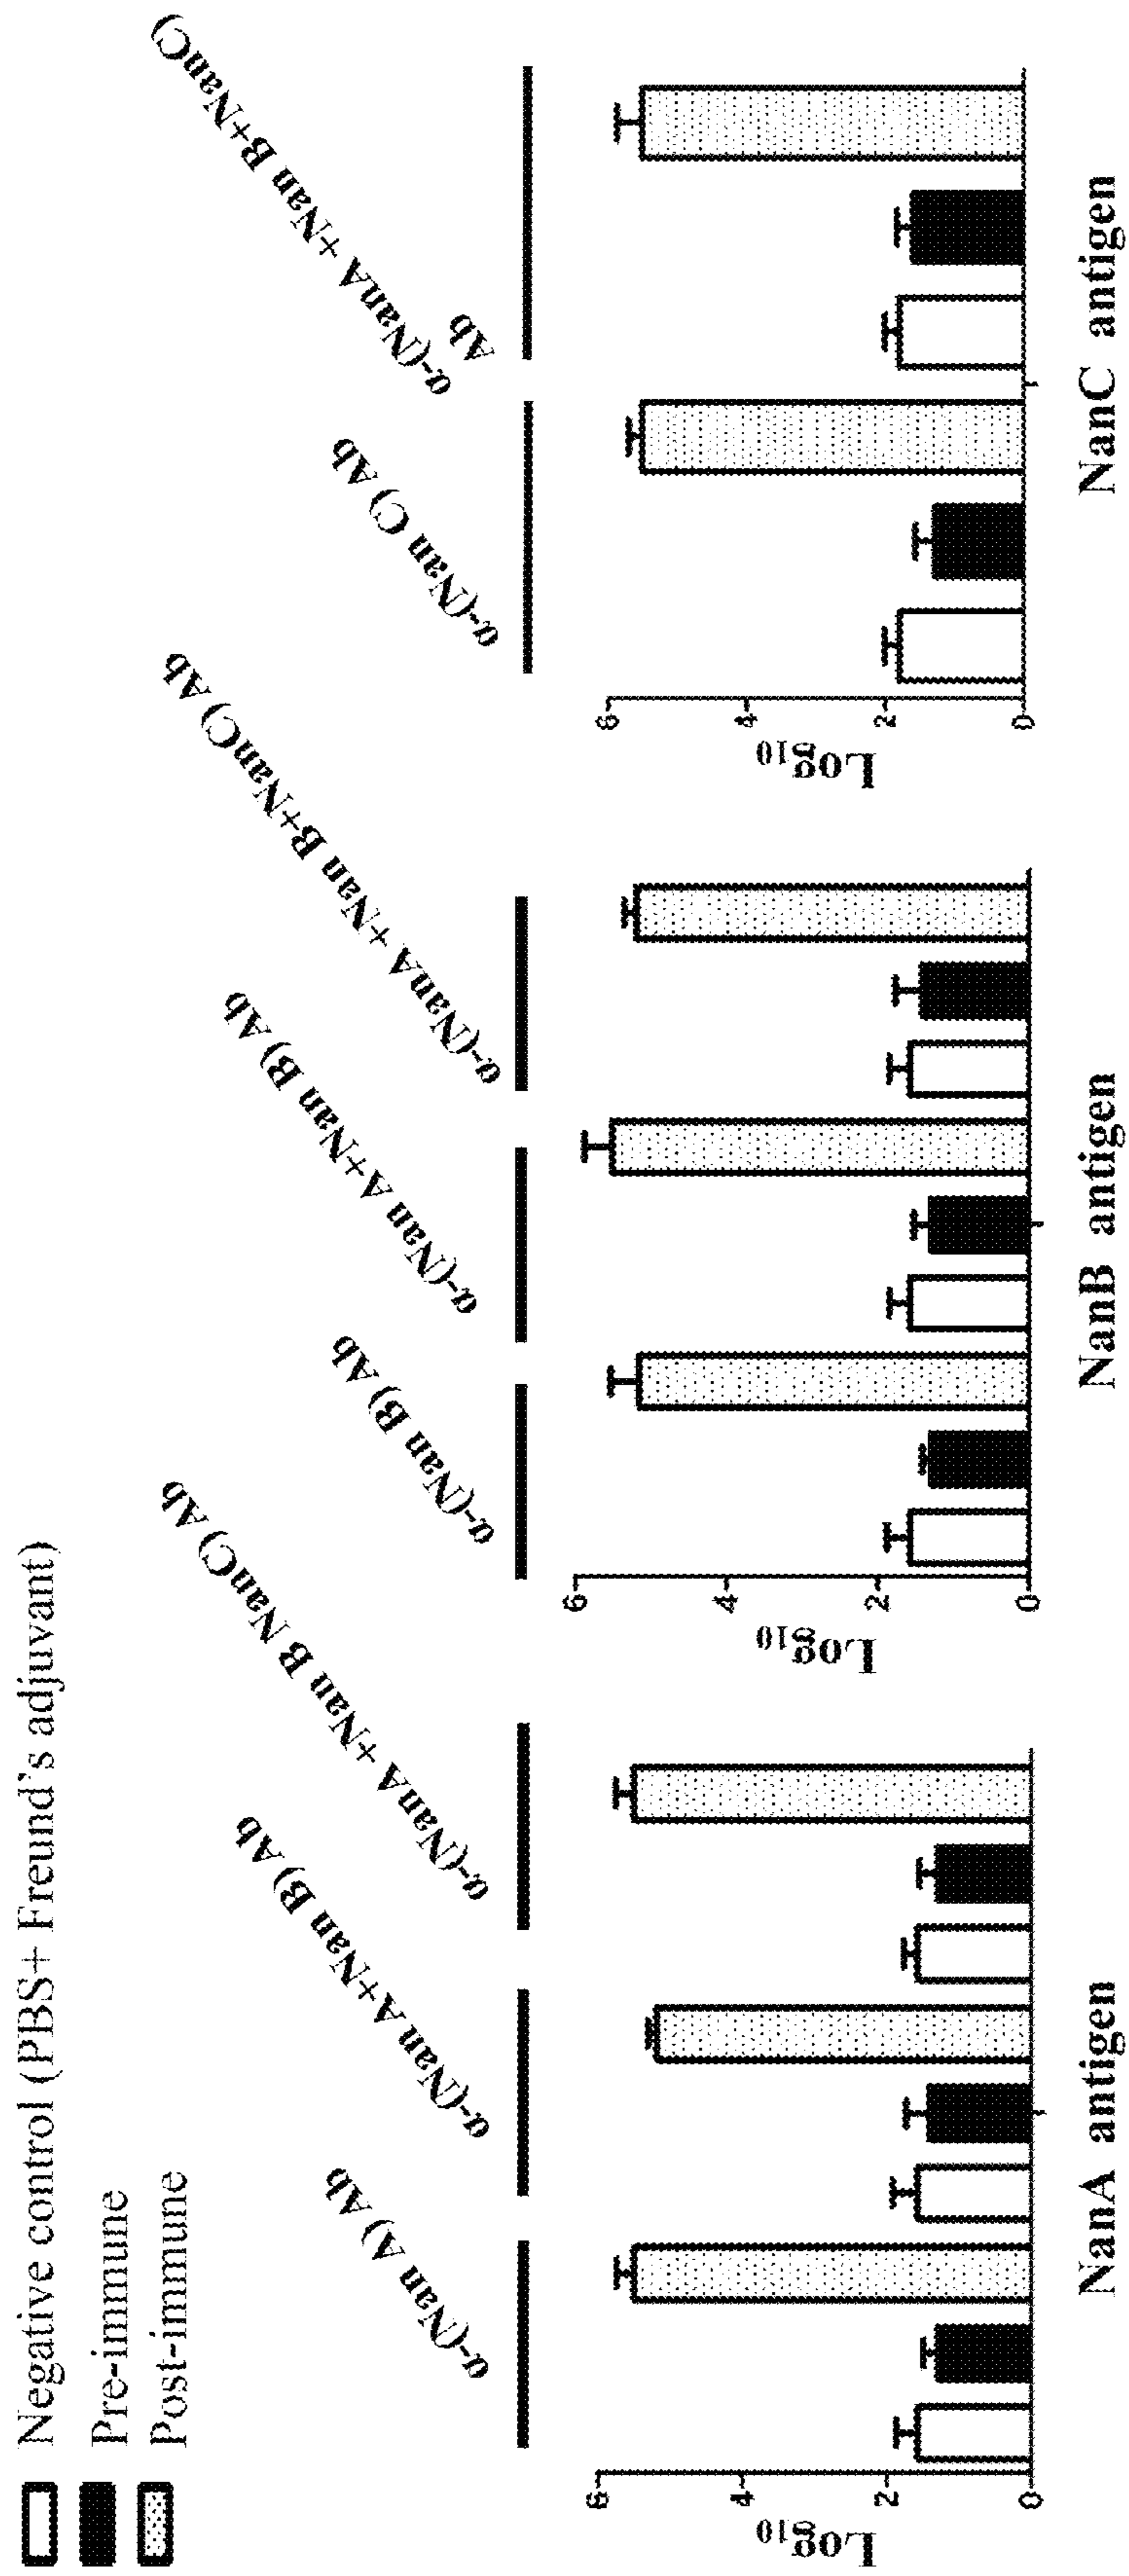 Negative control (PBS+ Freund's adjuvant)
Pre-immune
Post-immune
α-(Nan A) Ab
α-(Nan A+Nan B) Ab
α-(NanA+Nan B NanC) Ab
α-(Nan B) Ab
α-(Nan A+Nan B) Ab
α-(NanA+Nan B+NanC) Ab
α-(Nan C) Ab
α-(NanA+Nan B+NanC)
Ab
Log10
6
4
2
0
NanA antigen
Log10
6
4
2
0
NanB antigen
Log10
6
4
2
0
NanC antigen